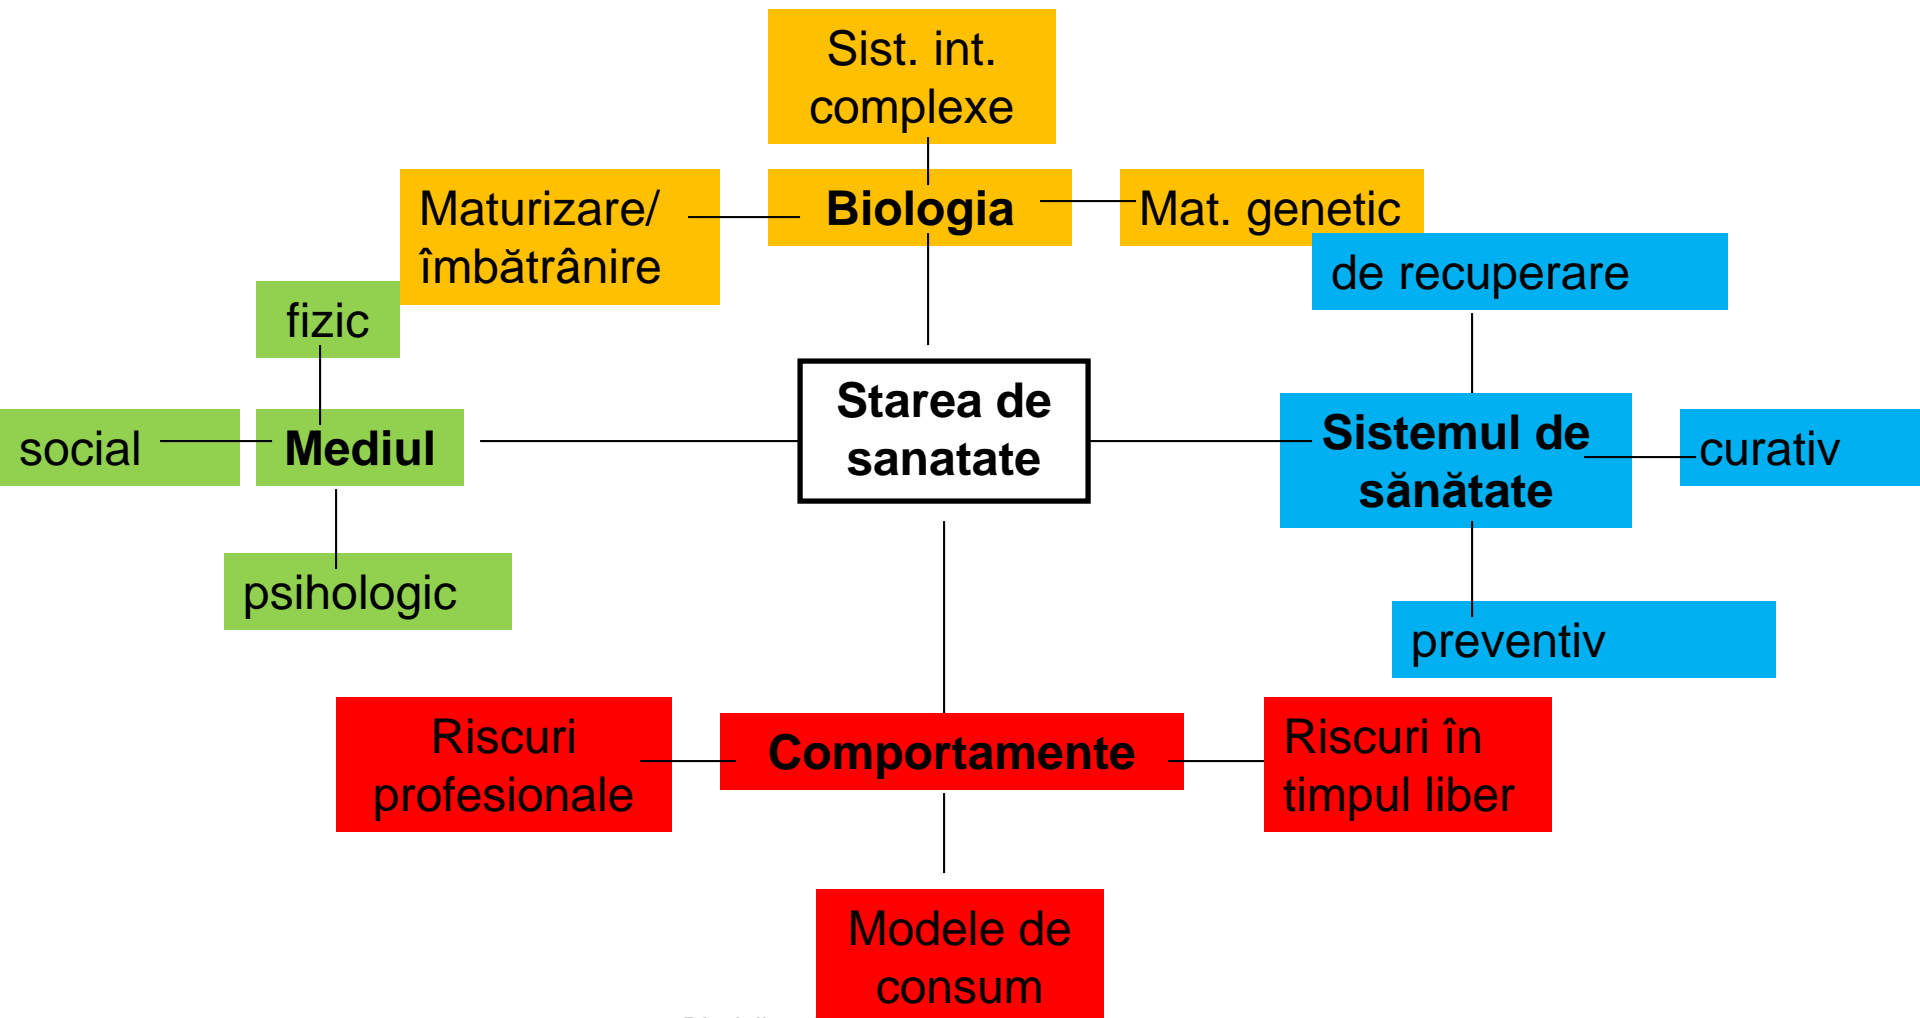 Sist. int.
complexe
Maturizare/
îmbătrânire
Biologia
Mat. genetic
de recuperare
fizic
social
Mediul
psihologic
Starea de
sanatate
Sistemul de
sănătate
curativ
preventiv
Riscuri
profesionale
Comportamente
Riscuri în
timpul liber
Modele de
consum